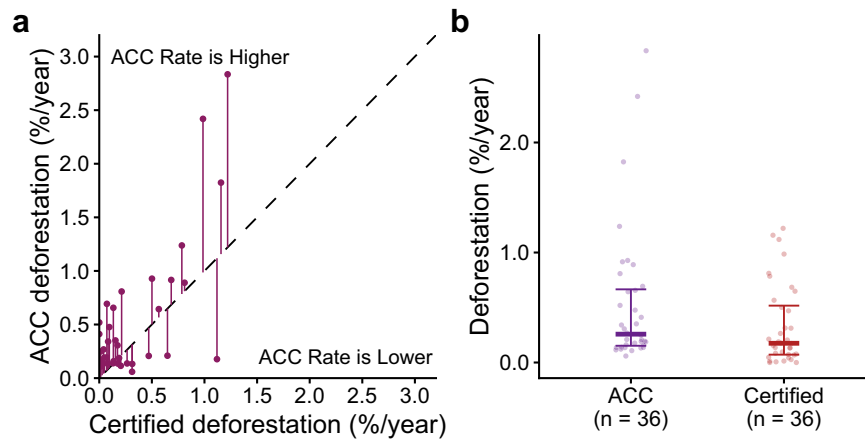 a
ACC Rate is Higher
ACC deforestation (%/year)
3.0
2.5
2.0
1.5
1.0
0.5
0.0
ACC Rate is Lower
0.0 0.5 1.0 1.5 2.0 2.5 3.0
Certified deforestation (%/year)
b
Deforestation (%/year)
2.0
1.0
0.0
ACC
(n = 36)
Certified
(n = 36)